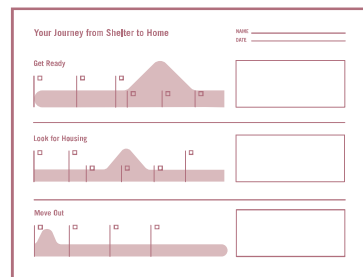 Your Journey from Shelter to Home
NAME
DATE
Get Ready
Look for Housing
Move Out